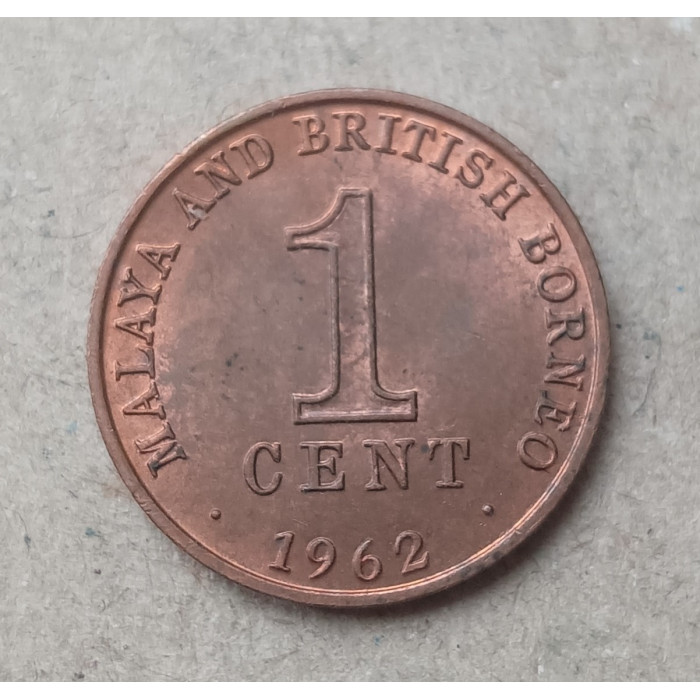 MALAYA AND BRITISH BORNEO
1
CENT
· 1962 ·